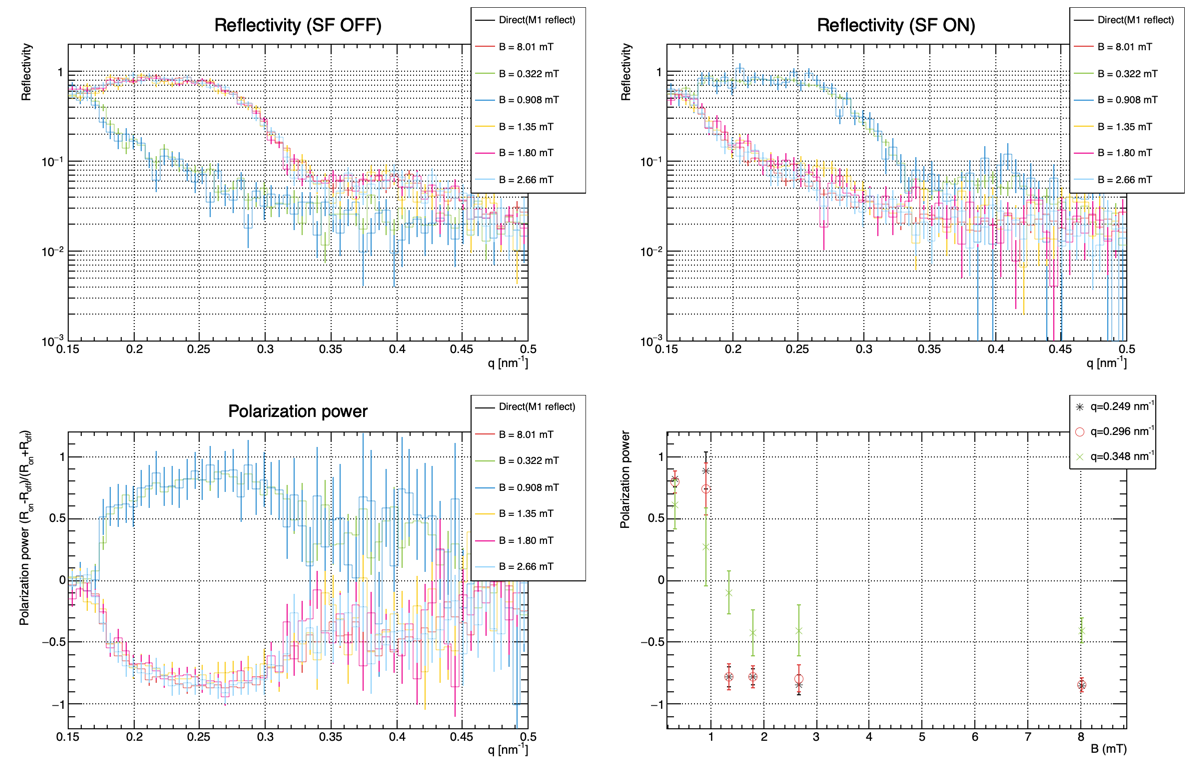 Reflectivity (SF OFF)
Reflectivity
Direct(M1 reflect)
B = 8.01 mT
B = 0.322 mT
B = 0.908 mT
B = 1.35 mT
B = 1.80 mT
B = 2.66 mT
1
10⁻¹
10⁻²
10⁻³
0.15 0.2 0.25 0.3 0.35 0.4 0.45 0.5
q [nm⁻¹]
Reflectivity (SF ON)
Reflectivity
Direct(M1 reflect)
B = 8.01 mT
B = 0.322 mT
B = 0.908 mT
B = 1.35 mT
B = 1.80 mT
B = 2.66 mT
1
10⁻¹
10⁻²
10⁻³
0.15 0.2 0.25 0.3 0.35 0.4 0.45 0.5
q [nm⁻¹]
Polarization power
Polarization power (R_on-R_off)/(R_on+R_off)
Direct(M1 reflect)
B = 8.01 mT
B = 0.322 mT
B = 0.908 mT
B = 1.35 mT
B = 1.80 mT
B = 2.66 mT
1
0.5
0
−0.5
−1
0.15 0.2 0.25 0.3 0.35 0.4 0.45 0.5
q [nm⁻¹]
Polarization power
q=0.249 nm⁻¹
q=0.296 nm⁻¹
q=0.348 nm⁻¹
1
0.5
0
−0.5
−1
1 2 3 4 5 6 7 8
B (mT)